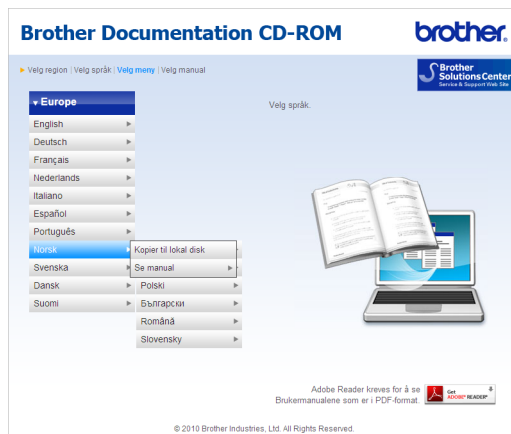 Brother Documentation CD-ROM
brother
Velg region | Velg språk | Velg meny | Velg manual
Brother
Solutions Center
Service & Support Web Site
Europe
Velg språk.
English
Deutsch
Français
Nederlands
Italiano
Español
Português
Norsk
Kopier til lokal disk
Svenska
Se manual
Dansk
Polski
Suomi
Български
Română
Slovensky
Adobe Reader kreves for å se
Brukermanualene som er i PDF-format.
Get
ADOBE® READER®
© 2010 Brother Industries, Ltd. All Rights Reserved.